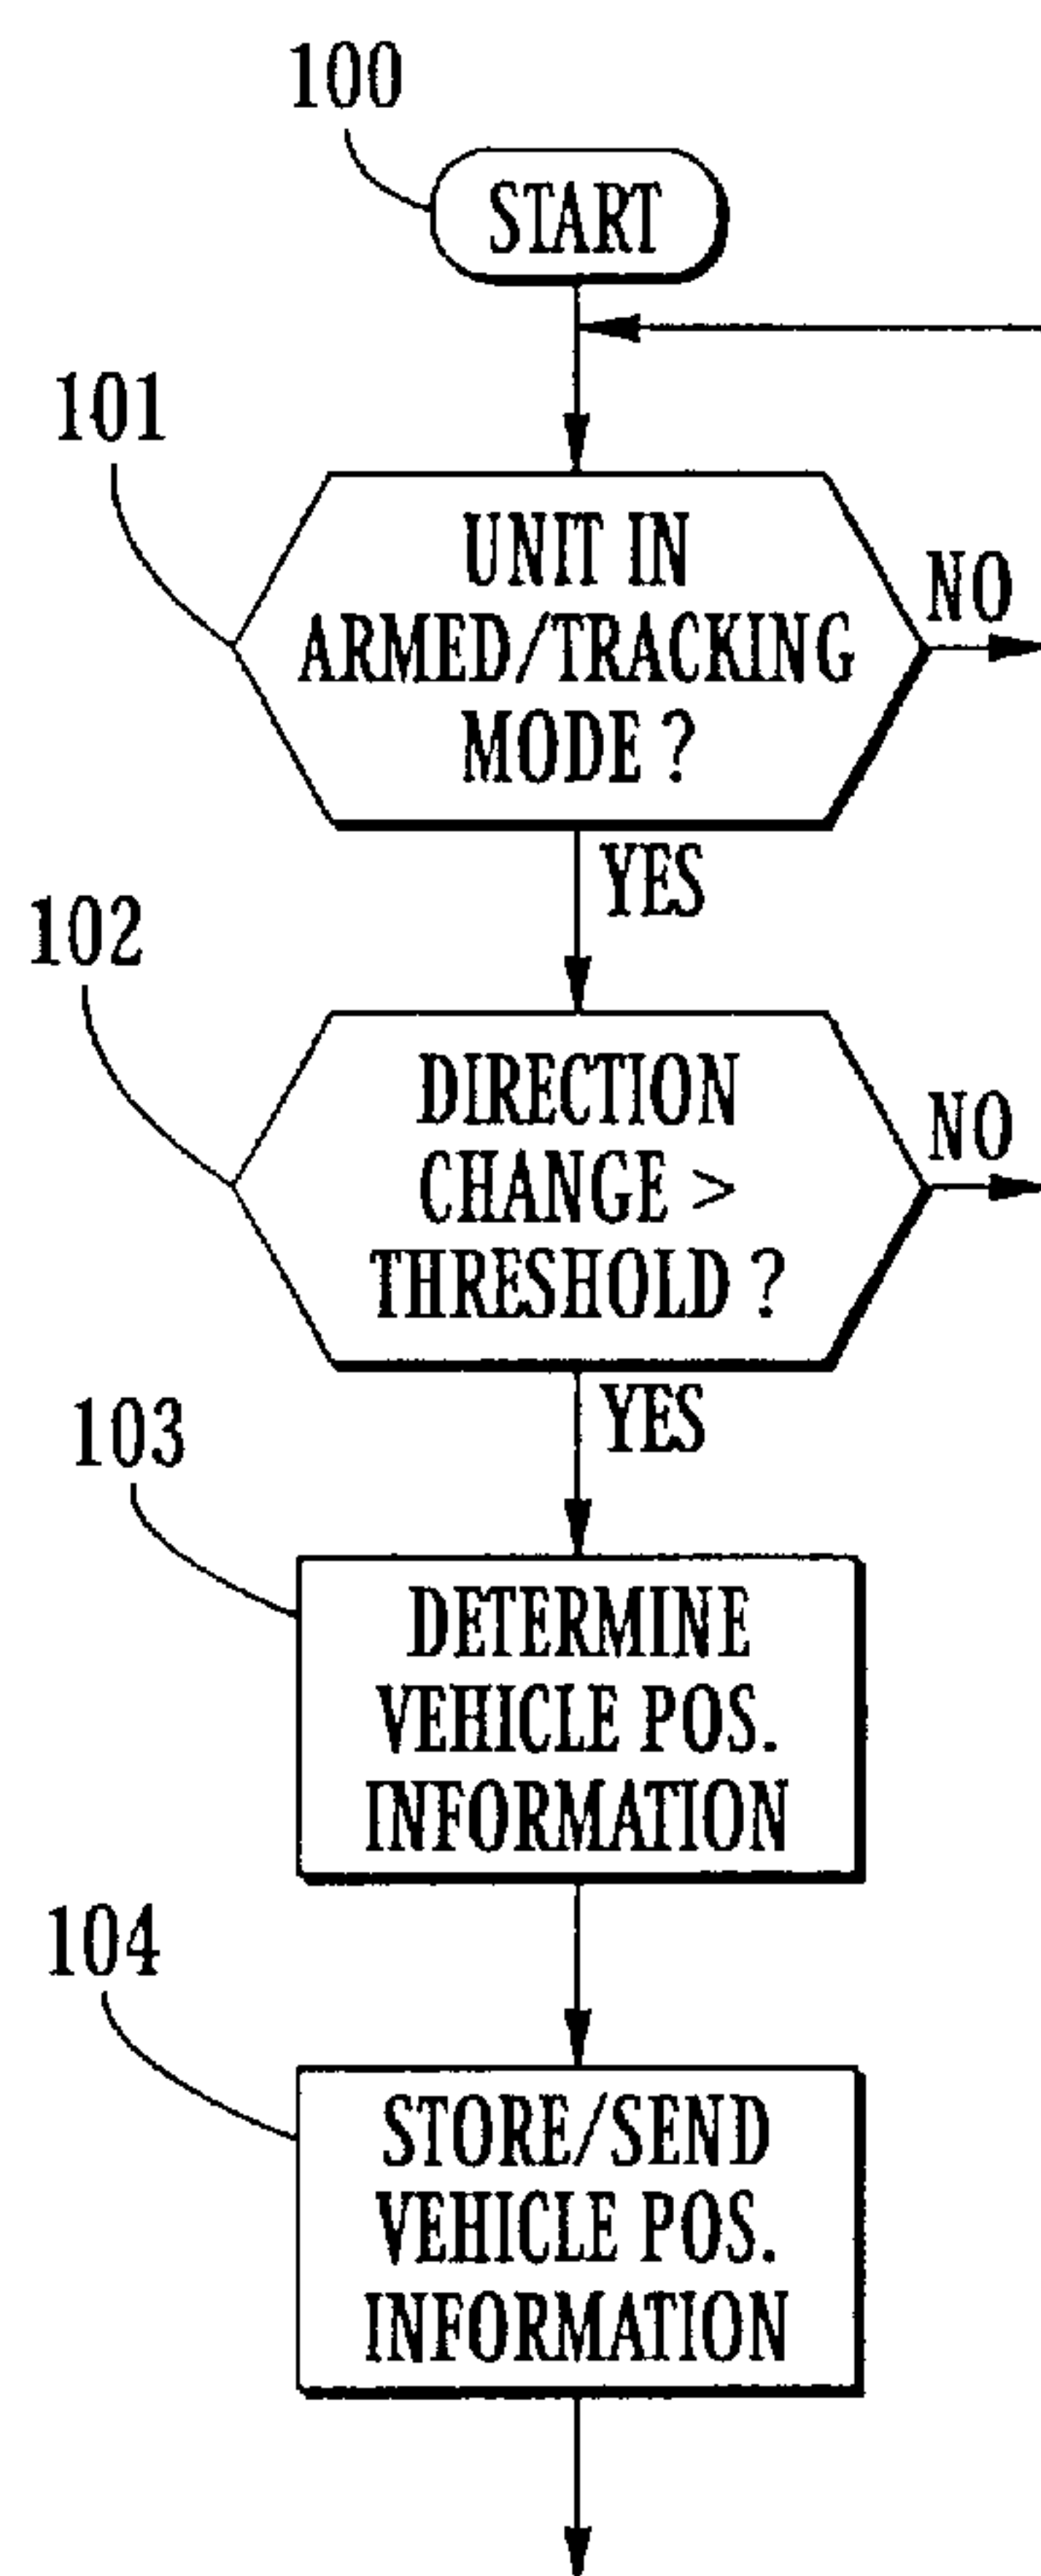 100
START
101
UNIT IN
ARMED/TRACKING
MODE ?
NO
YES
102
DIRECTION
CHANGE >
THRESHOLD ?
NO
YES
103
DETERMINE
VEHICLE POS.
INFORMATION
104
STORE/SEND
VEHICLE POS.
INFORMATION